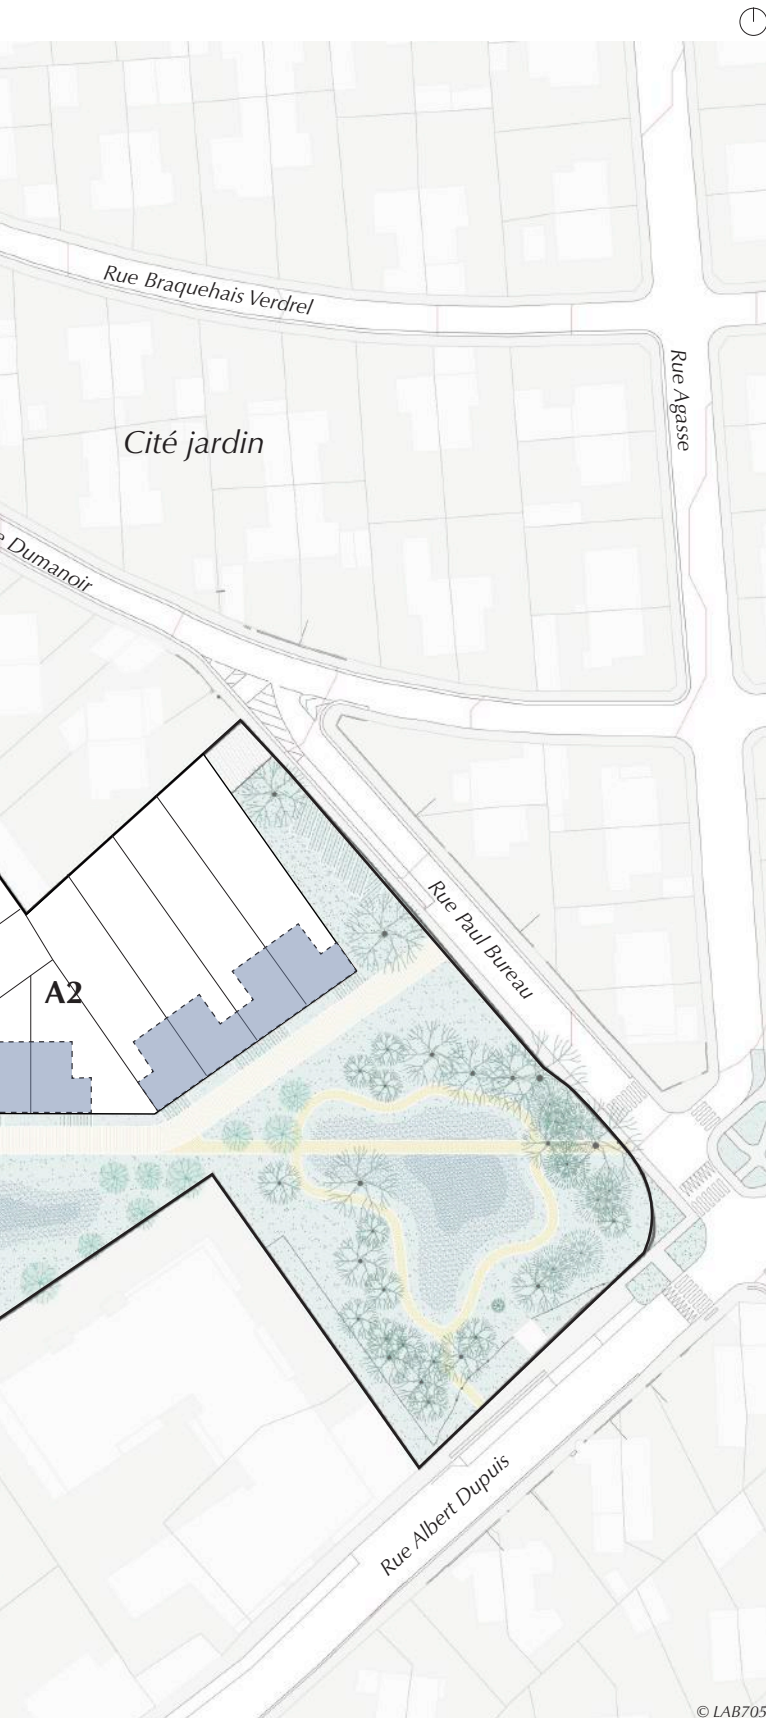 Rue Braquehais Verdrel
Rue Agasse
Cité jardin
Dumanoir
Rue Paul Bureau
A2
Rue Albert Dupuis
© LAB705